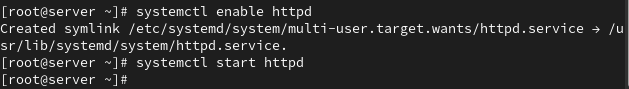 [root@server ~]# systemctl enable httpd
Created symlink /etc/systemd/system/multi-user.target.wants/httpd.service → /u
sr/lib/systemd/system/httpd.service.
[root@server ~]# systemctl start httpd
[root@server ~]#